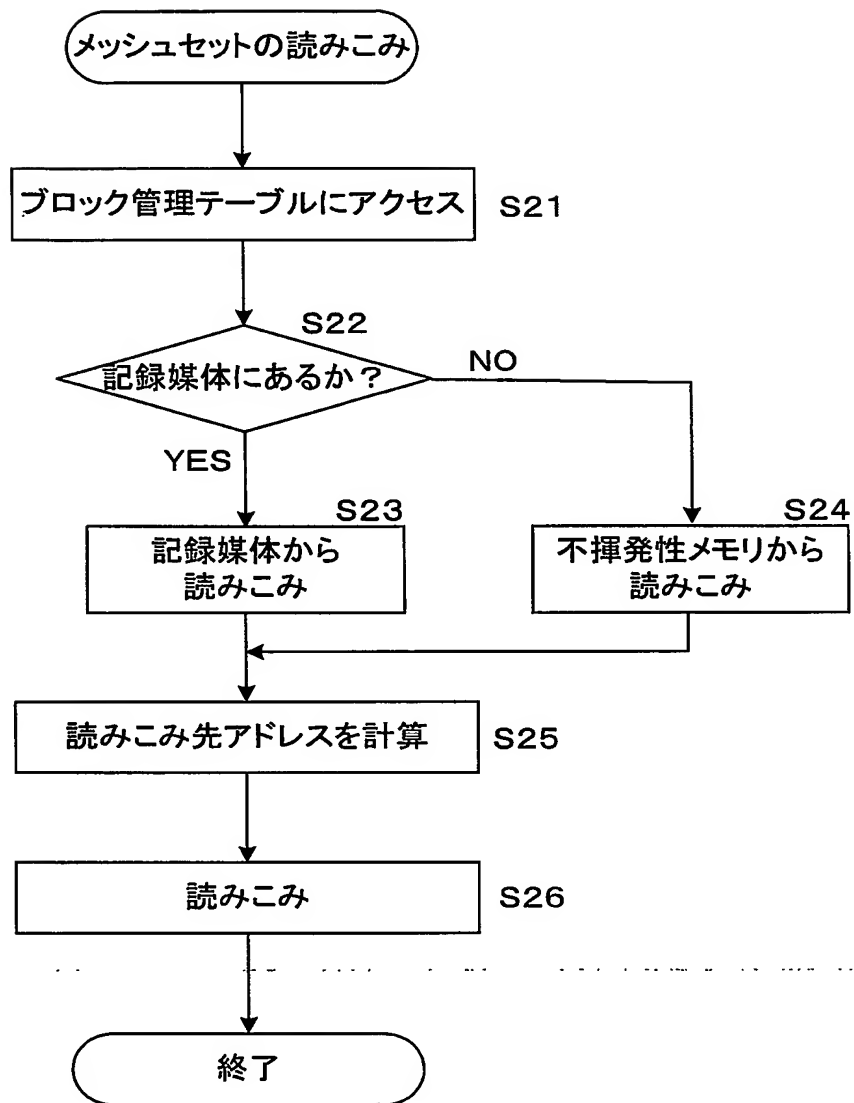 メッシュセットの読みこみ
ブロック管理テーブルにアクセス
S21
S22
記録媒体にあるか？
NO
YES
S23
記録媒体から
読みこみ
S24
不揮発性メモリから
読みこみ
読みこみ先アドレスを計算
S25
読みこみ
S26
終了